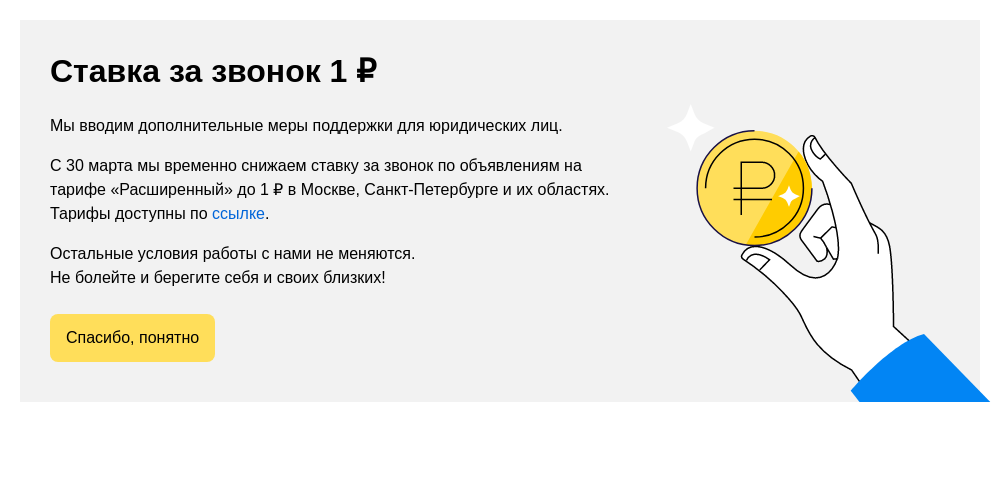 Ставка за звонок 1 ₽
Мы вводим дополнительные меры поддержки для юридических лиц.
С 30 марта мы временно снижаем ставку за звонок по объявлениям на
тарифе «Расширенный» до 1 ₽ в Москве, Санкт-Петербурге и их областях.
Тарифы доступны по ссылке.
Остальные условия работы с нами не меняются.
Не болейте и берегите себя и своих близких!
Спасибо, понятно
₽